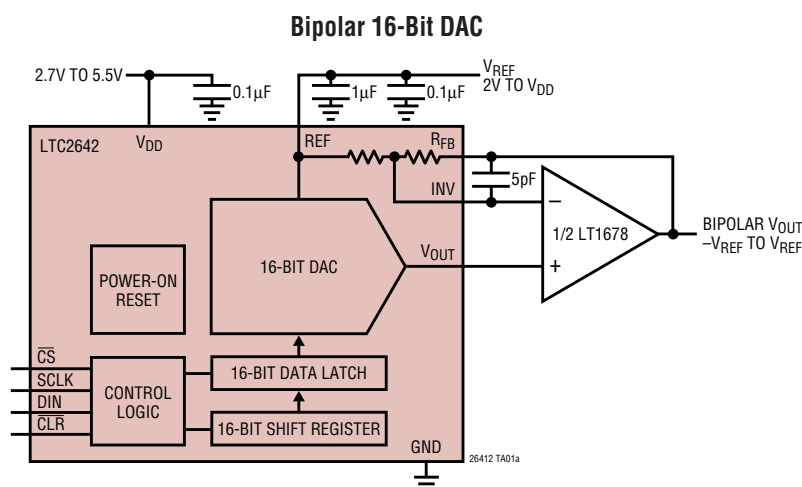 Bipolar 16-Bit DAC
2.7V TO 5.5V
0.1μF
1μF
0.1μF
VREF
2V TO VDD
LTC2642
VDD
REF
RFB
INV
5pF
–
1/2 LT1678
+
BIPOLAR VOUT
–VREF TO VREF
16-BIT DAC
VOUT
POWER-ON
RESET
CS
SCLK
DIN
CLR
CONTROL
LOGIC
16-BIT DATA LATCH
16-BIT SHIFT REGISTER
GND
26412 TA01a